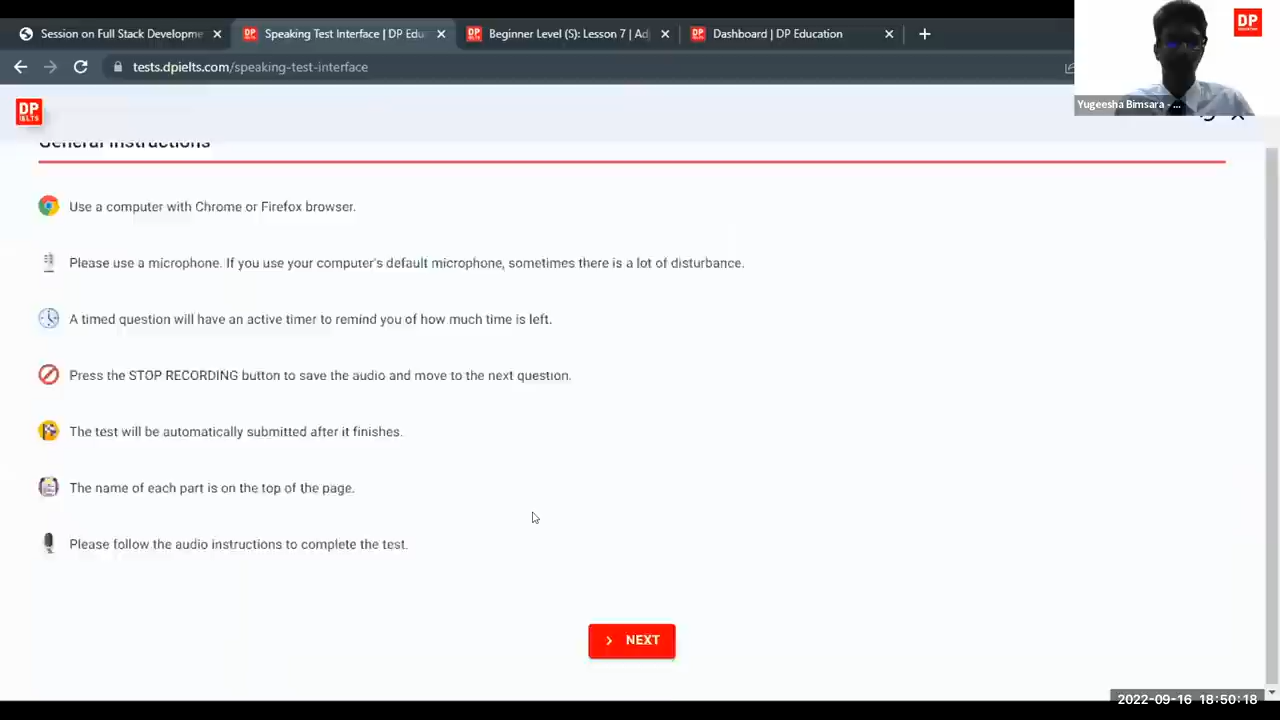 Session on Full Stack Developme
Speaking Test Interface | DP Edu
Beginner Level (S): Lesson 7 | Ad
Dashboard | DP Education
DP
tests.dpielts.com/speaking-test-interface
Yugeesha Bimsara - ...
DP
IELTS
General Instructions
Use a computer with Chrome or Firefox browser.
Please use a microphone. If you use your computer's default microphone, sometimes there is a lot of disturbance.
A timed question will have an active timer to remind you of how much time is left.
Press the STOP RECORDING button to save the audio and move to the next question.
The test will be automatically submitted after it finishes.
The name of each part is on the top of the page.
Please follow the audio instructions to complete the test.
NEXT
2022-09-16 18:50:18